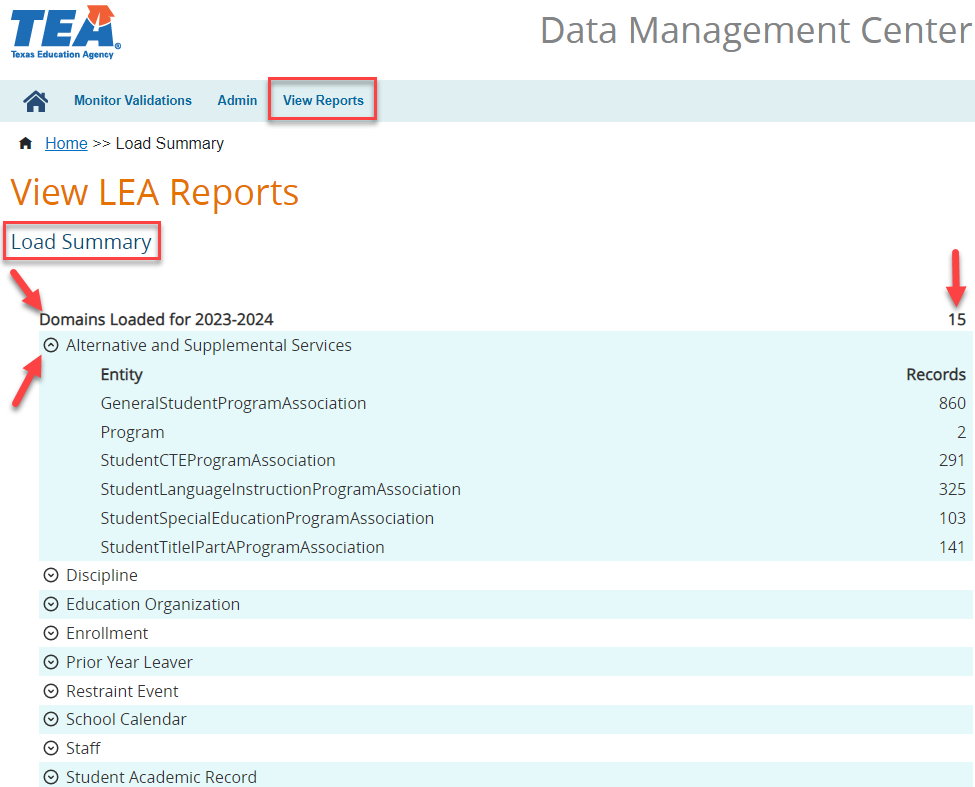 TEA
Texas Education Agency
Data Management Center
Monitor Validations Admin View Reports
Home >> Load Summary
View LEA Reports
Load Summary
Domains Loaded for 2023-2024 15
Alternative and Supplemental Services
Entity Records
GeneralStudentProgramAssociation 860
Program 2
StudentCTEProgramAssociation 291
StudentLanguageInstructionProgramAssociation 325
StudentSpecialEducationProgramAssociation 103
StudentTitleIPartAProgramAssociation 141
Discipline
Education Organization
Enrollment
Prior Year Leaver
Restraint Event
School Calendar
Staff
Student Academic Record